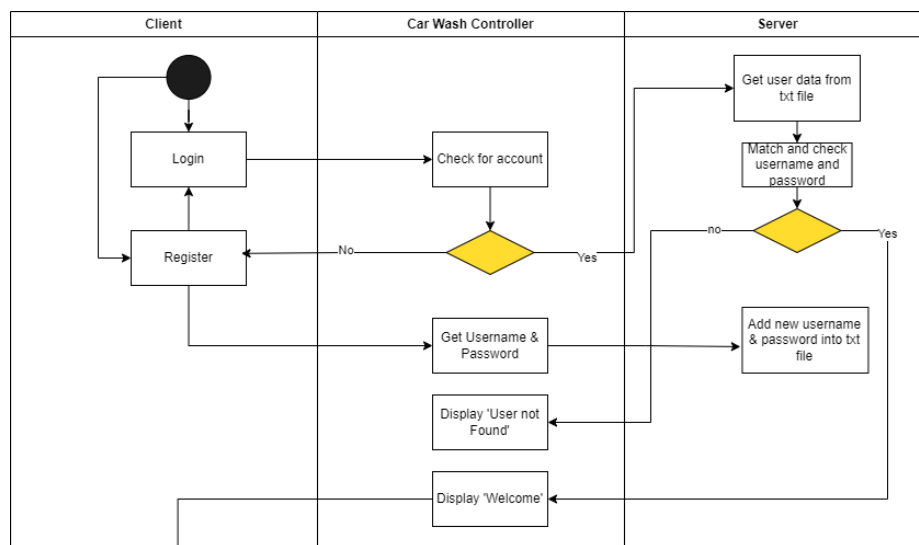 Client
Car Wash Controller
Server
Get user data from
txt file
Login
Check for account
Match and check
username and
password
Register
No
Yes
no
Yes
Get Username &
Password
Add new username
& password into txt
file
Display 'User not
Found'
Display 'Welcome'